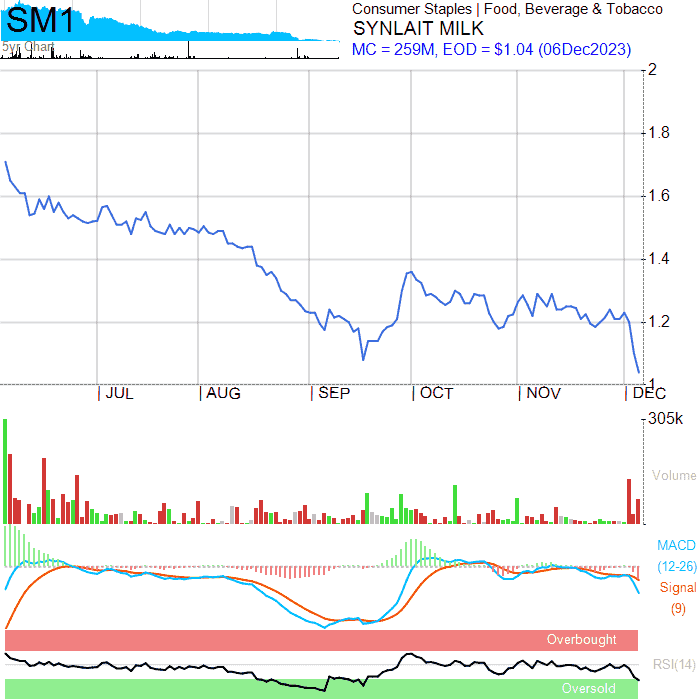 SM1
5yr Chart
Consumer Staples | Food, Beverage & Tobacco
SYNLAIT MILK
MC = 259M, EOD = $1.04 (06Dec2023)
2
1.8
1.6
1.4
1.2
1
JUL AUG SEP OCT NOV DEC
305k
Volume
MACD
(12-26)
Signal
(9)
Overbought
RSI(14)
Oversold